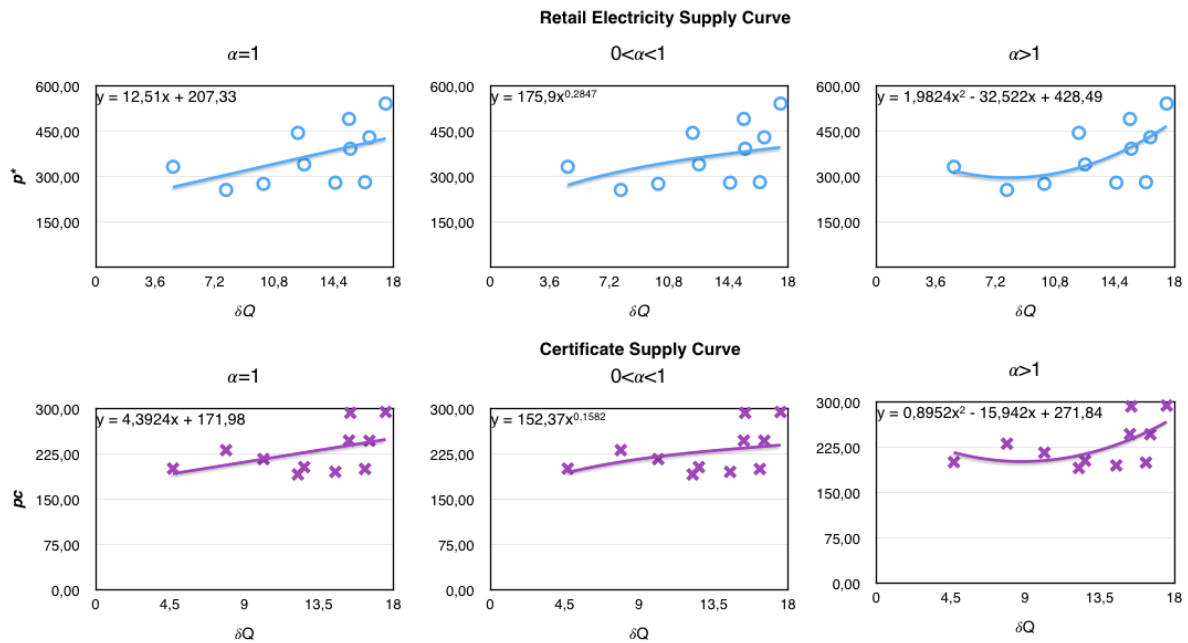 Retail Electricity Supply Curve
α=1
0<α<1
α>1
600,00
450,00
300,00
150,00
p*
y = 12,51x + 207,33
0 3,6 7,2 10,8 14,4 18
δQ
y = 175,9x^0,2847
600,00
450,00
300,00
150,00
0 3,6 7,2 10,8 14,4 18
δQ
y = 1,9824x² - 32,522x + 428,49
600,00
450,00
300,00
150,00
0 3,6 7,2 10,8 14,4 18
δQ
Certificate Supply Curve
α=1
0<α<1
α>1
300,00
225,00
150,00
75,00
0,00
pc
y = 4,3924x + 171,98
0 4,5 9 13,5 18
δQ
y = 152,37x^0,1582
300,00
225,00
150,00
75,00
0,00
0 4,5 9 13,5 18
δQ
y = 0,8952x² - 15,942x + 271,84
300,00
225,00
150,00
75,00
0,00
0 4,5 9 13,5 18
δQ